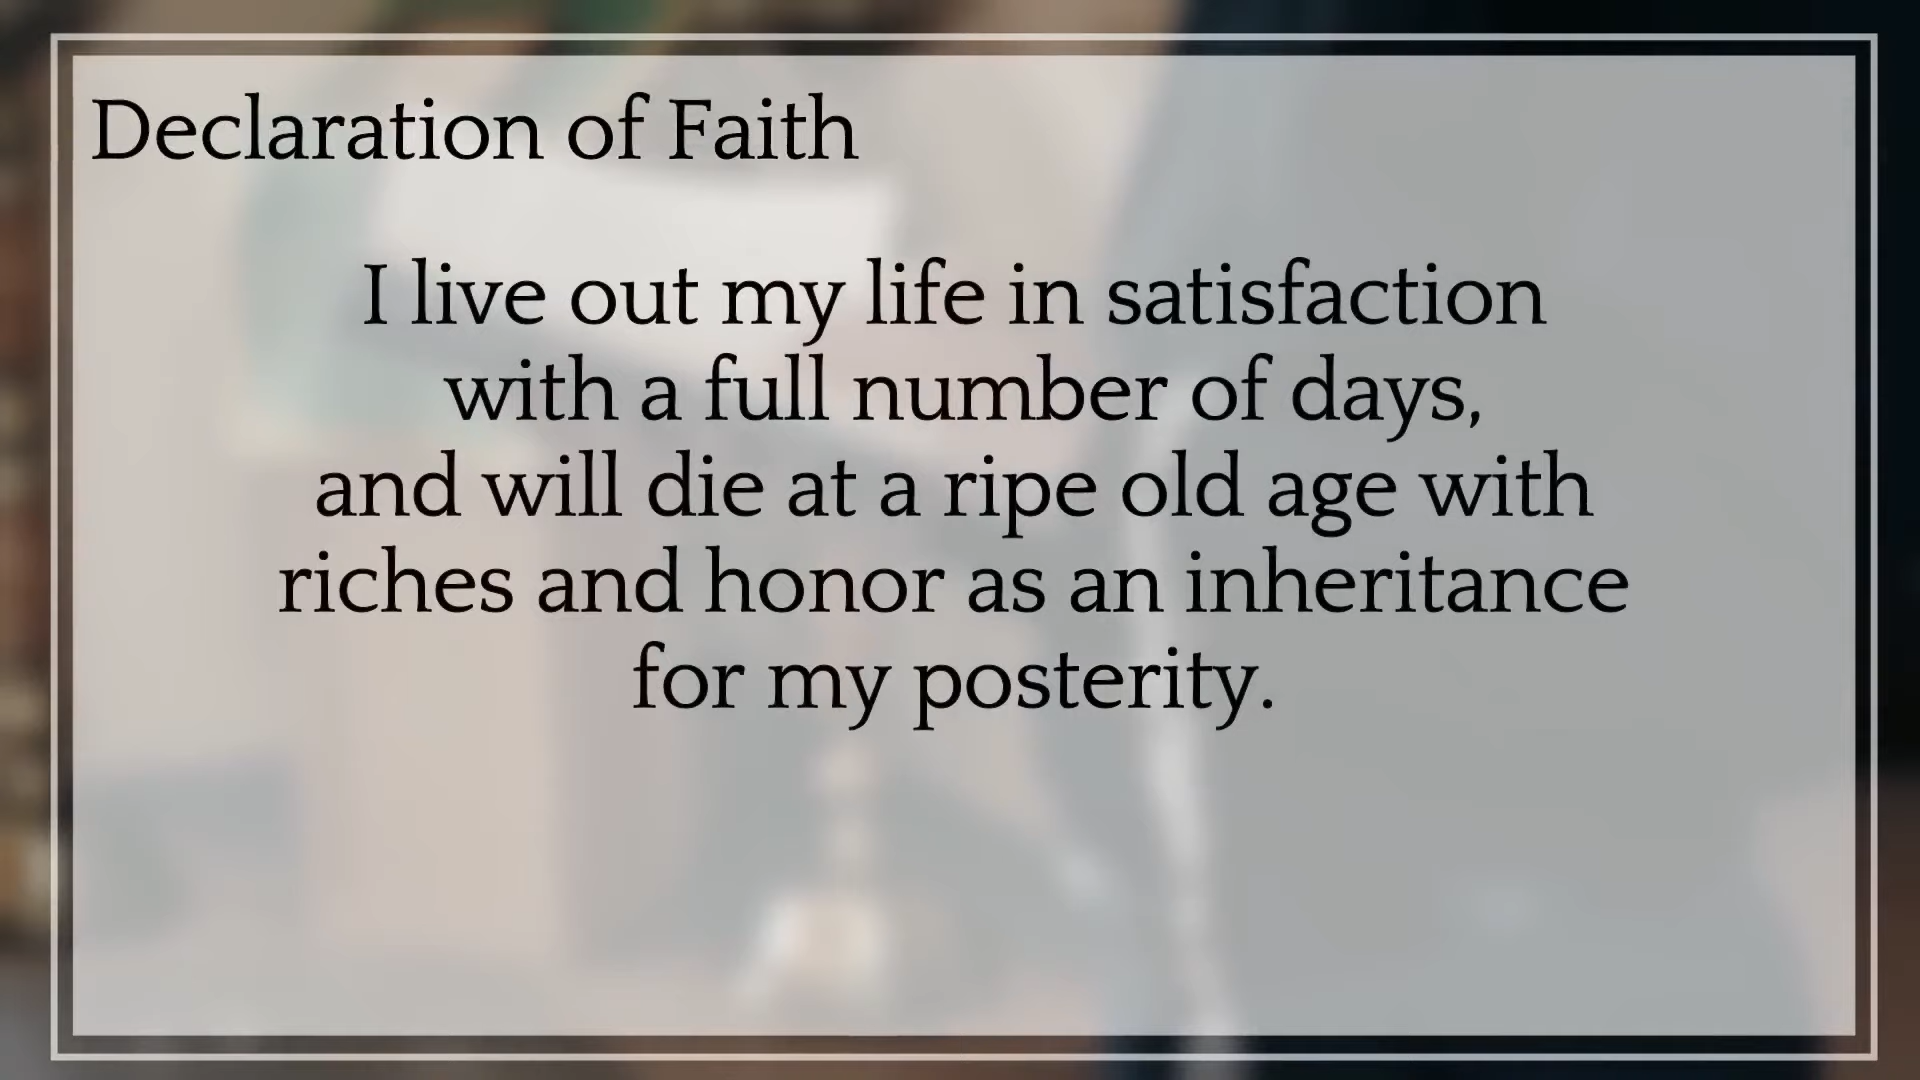 Declaration of Faith
I live out my life in satisfaction
with a full number of days,
and will die at a ripe old age with
riches and honor as an inheritance
for my posterity.